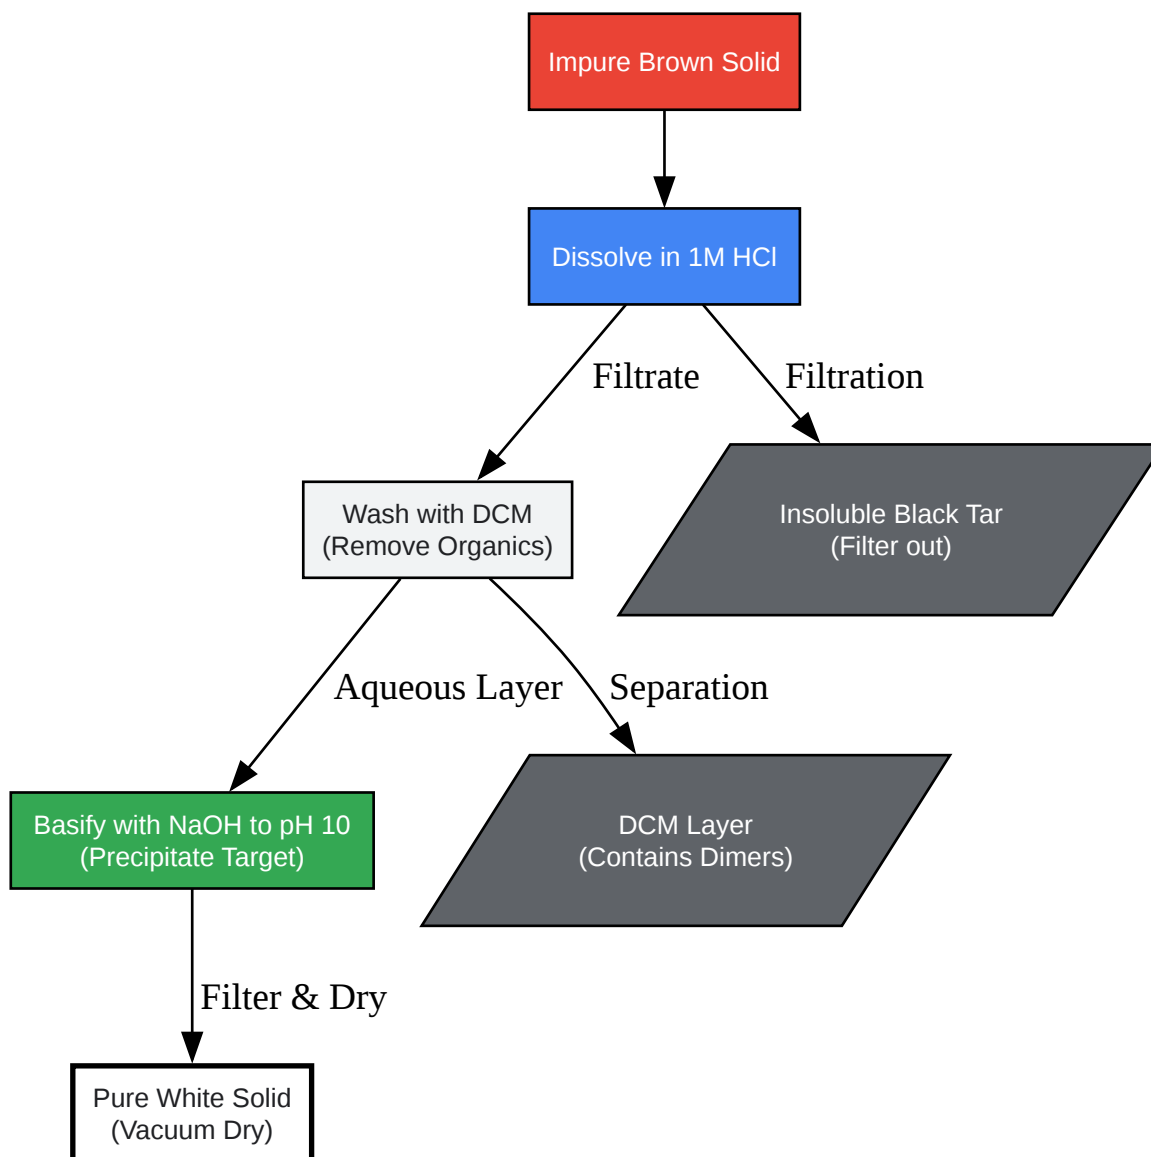 Impure Brown Solid
Dissolve in 1M HCl
Filtrate
Filtration
Wash with DCM
(Remove Organics)
Insoluble Black Tar
(Filter out)
Aqueous Layer
Separation
Basify with NaOH to pH 10
(Precipitate Target)
DCM Layer
(Contains Dimers)
Filter & Dry
Pure White Solid
(Vacuum Dry)